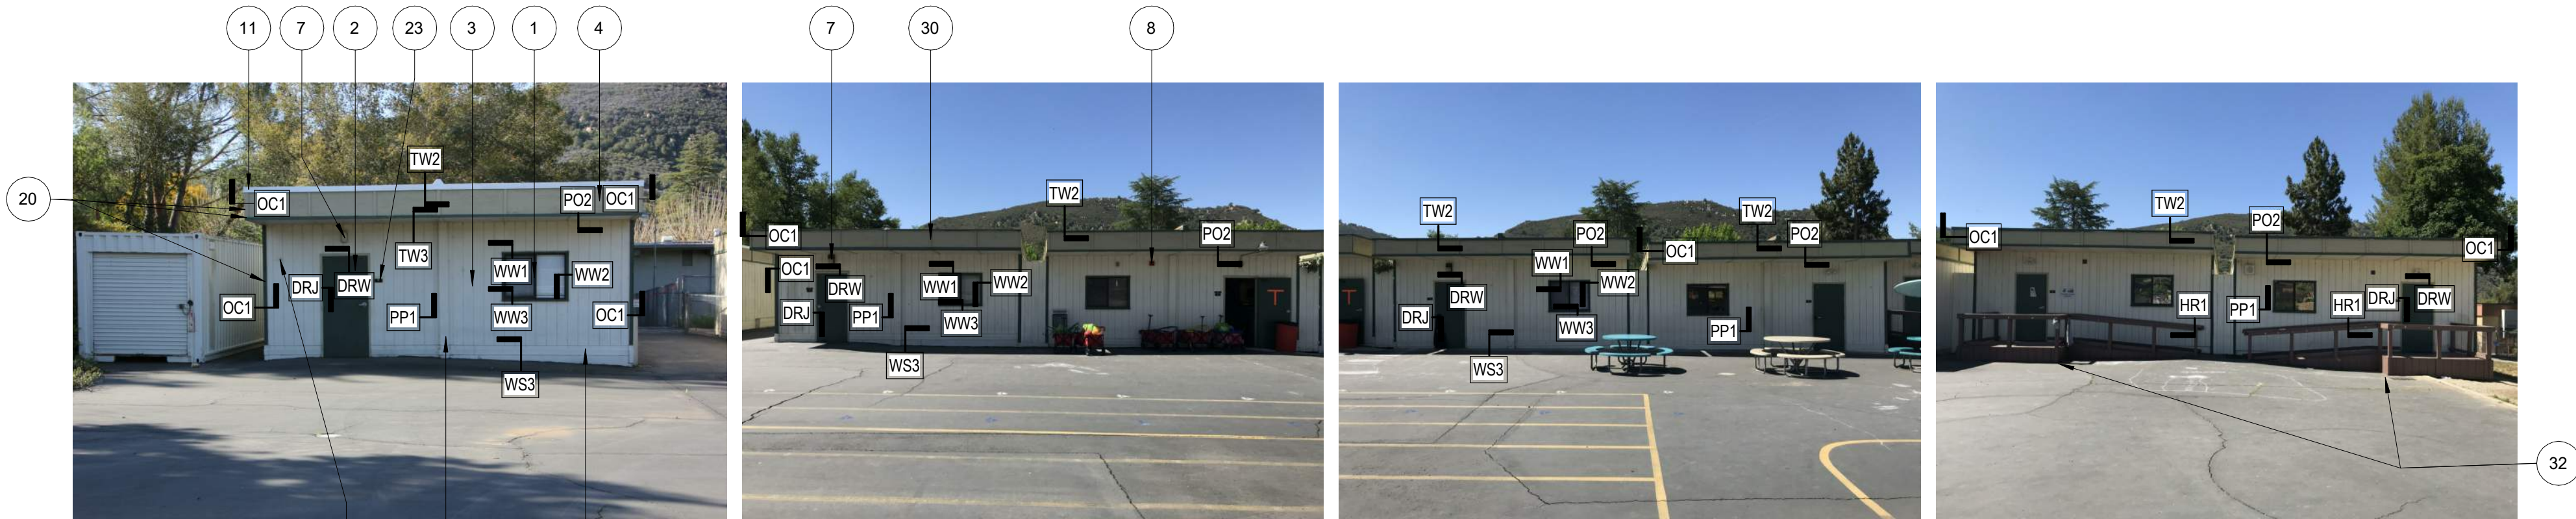 11 7 2 23 3 1 4 7 30 8
20
TW2
OC1 PO2 OC1
TW3
WW1 WW2
DRJ DRW
OC1 PP1 WW3 OC1
WS3
TW2
OC1 PO2
OC1
WW1 WW2
DRW
DRJ PP1 WW3
WS3
T
TW2 TW2
PO2 OC1 PO2
WW1
DRW WW2
DRJ WW3 PP1
WS3
T
TW2
OC1 PO2 OC1
HR1 PP1 HR1 DRJ DRW
32